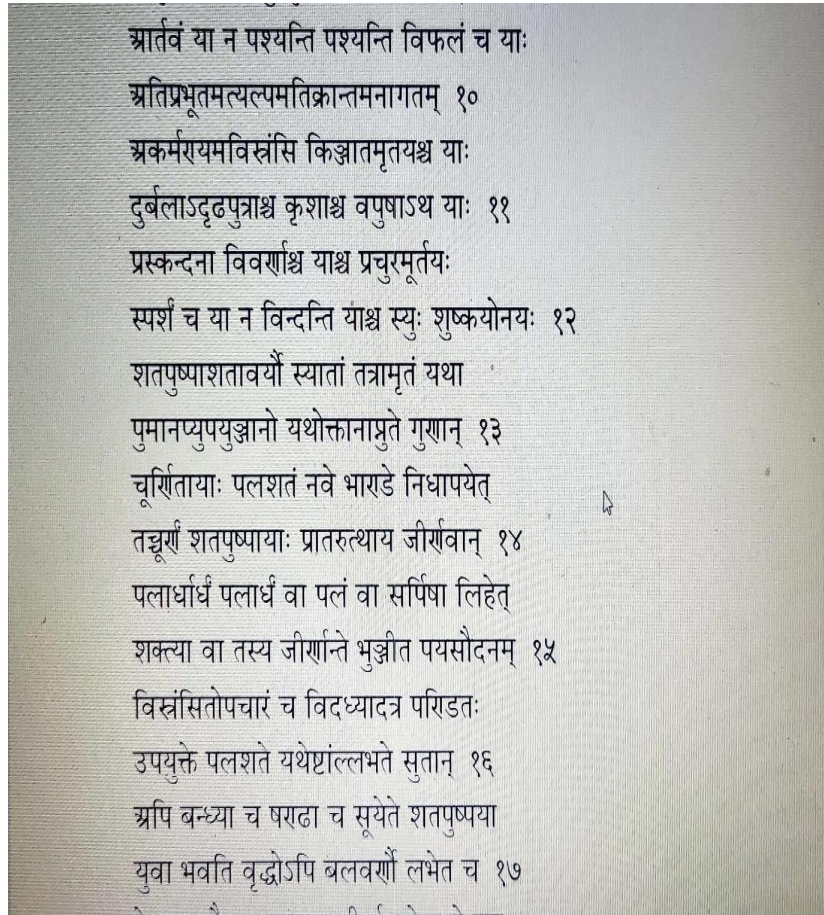 आर्तवं या न पश्यन्ति पश्यन्ति विफलं च याः
अतिप्रभूतमत्यल्पमतिक्रान्तमनागतम् १०
अकर्मण्यमविस्रंसि किञ्जातमृतयश्च याः
दुर्बलाऽदृढपुत्राश्च कृशाश्च वपुषाऽथ याः ११
प्रस्कन्दना विवर्णाश्च याश्च प्रचुरमूर्तयः
स्पर्शं च या न विन्दन्ति याश्च स्युः शुष्कयोनयः १२
शतपुष्पाशतावर्यौ स्यातां तत्रामृतं यथा
पुमानप्युपयुञ्जानो यथोक्तानाप्नुते गुणान् १३
चूर्णितायाः पलशतं नवे भाण्डे निधापयेत्
तच्चूर्णं शतपुष्पायाः प्रातरुत्थाय जीर्णवान् १४
पलार्धार्धं पलार्धं वा पलं वा सर्पिषा लिहेत्
शक्त्या वा तस्य जीर्णान्ते भुञ्जीत पयसौदनम् १५
विस्रंसितोपचारं च विदध्यादत्र पण्डितः
उपयुक्ते पलशते यथेष्टांल्लभते सुतान् १६
अपि बन्ध्या च षण्ढा च सूयेते शतपुष्पया
युवा भवति वृद्धोऽपि बलवर्णौ लभेत च १७